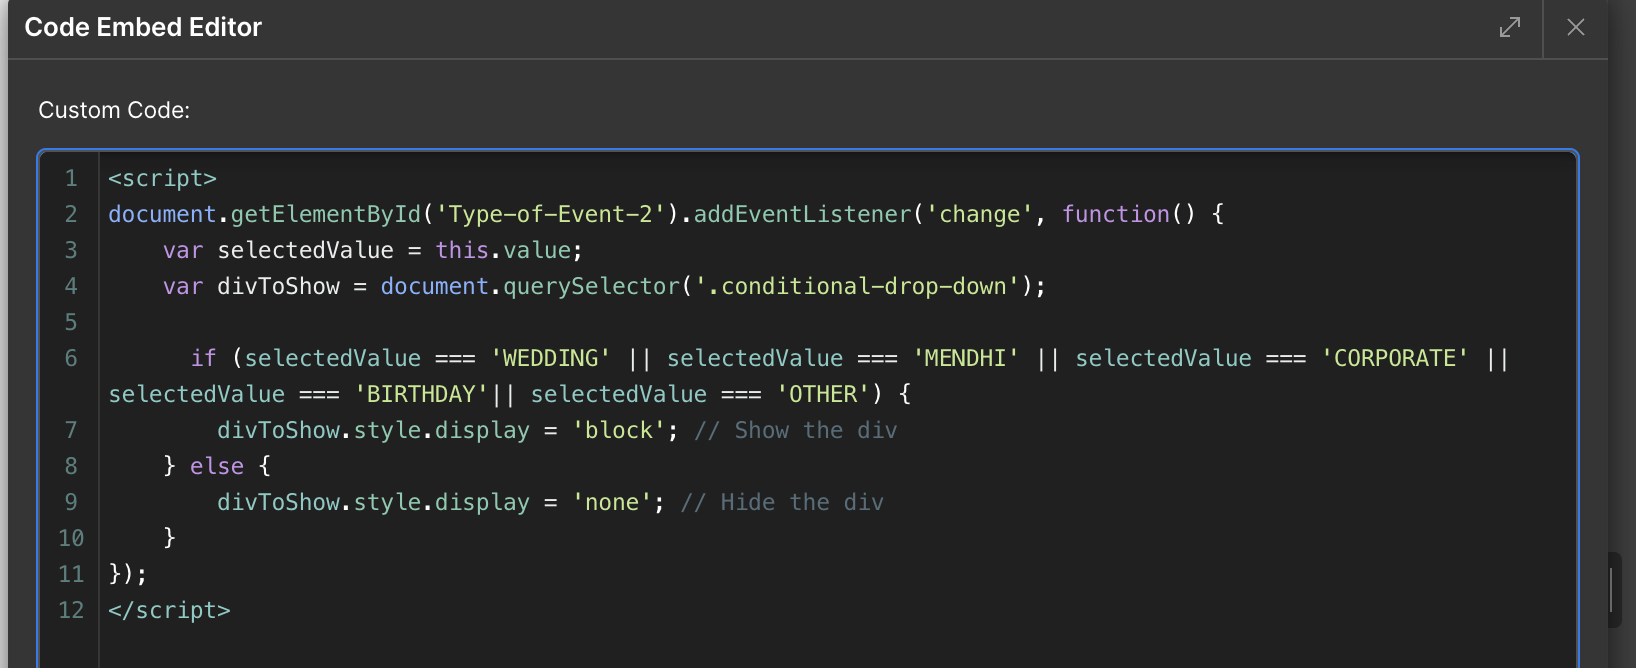 Code Embed Editor
Custom Code:
1 <script>
2 document.getElementById('Type-of-Event-2').addEventListener('change', function() {
3     var selectedValue = this.value;
4     var divToShow = document.querySelector('.conditional-drop-down');
5
6       if (selectedValue === 'WEDDING' || selectedValue === 'MENDHI' || selectedValue === 'CORPORATE' ||
selectedValue === 'BIRTHDAY'|| selectedValue === 'OTHER') {
7         divToShow.style.display = 'block'; // Show the div
8     } else {
9         divToShow.style.display = 'none'; // Hide the div
10     }
11 });
12 </script>